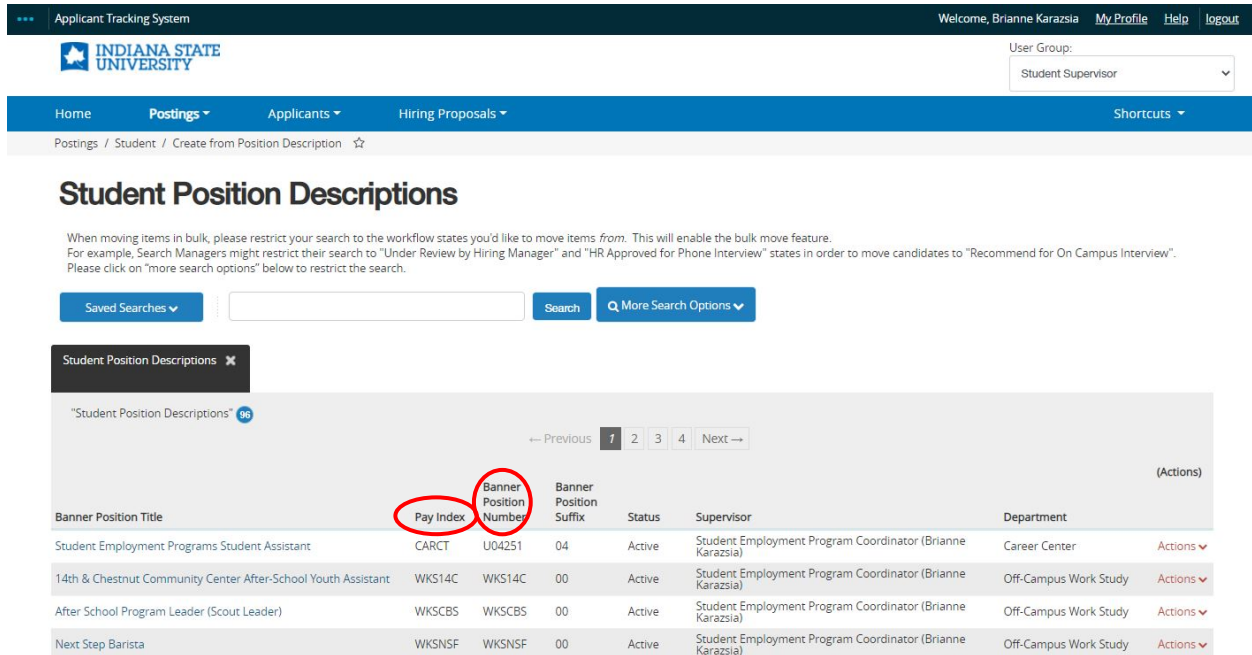 ••• Applicant Tracking System Welcome, Brianne Karazsia My Profile Help logout
INDIANA STATE
UNIVERSITY
User Group:
Student Supervisor
Home Postings Applicants Hiring Proposals Shortcuts
Postings / Student / Create from Position Description ☆
Student Position Descriptions
When moving items in bulk, please restrict your search to the workflow states you'd like to move items from. This will enable the bulk move feature.
For example, Search Managers might restrict their search to "Under Review by Hiring Manager" and "HR Approved for Phone Interview" states in order to move candidates to "Recommend for On Campus Interview".
Please click on "more search options" below to restrict the search.
Saved Searches Search More Search Options
Student Position Descriptions ✖
"Student Position Descriptions" 96
← Previous 1 2 3 4 Next →
(Actions)
Banner Position Title Pay Index Banner Position Number Banner Position Suffix Status Supervisor Department
Student Employment Programs Student Assistant CARCT U04251 04 Active Student Employment Program Coordinator (Brianne Karazsia) Career Center Actions
14th & Chestnut Community Center After-School Youth Assistant WKS14C WKS14C 00 Active Student Employment Program Coordinator (Brianne Karazsia) Off-Campus Work Study Actions
After School Program Leader (Scout Leader) WKSCBS WKSCBS 00 Active Student Employment Program Coordinator (Brianne Karazsia) Off-Campus Work Study Actions
Next Step Barista WKSNSF WKSNSF 00 Active Student Employment Program Coordinator (Brianne Karazsia) Off-Campus Work Study Actions